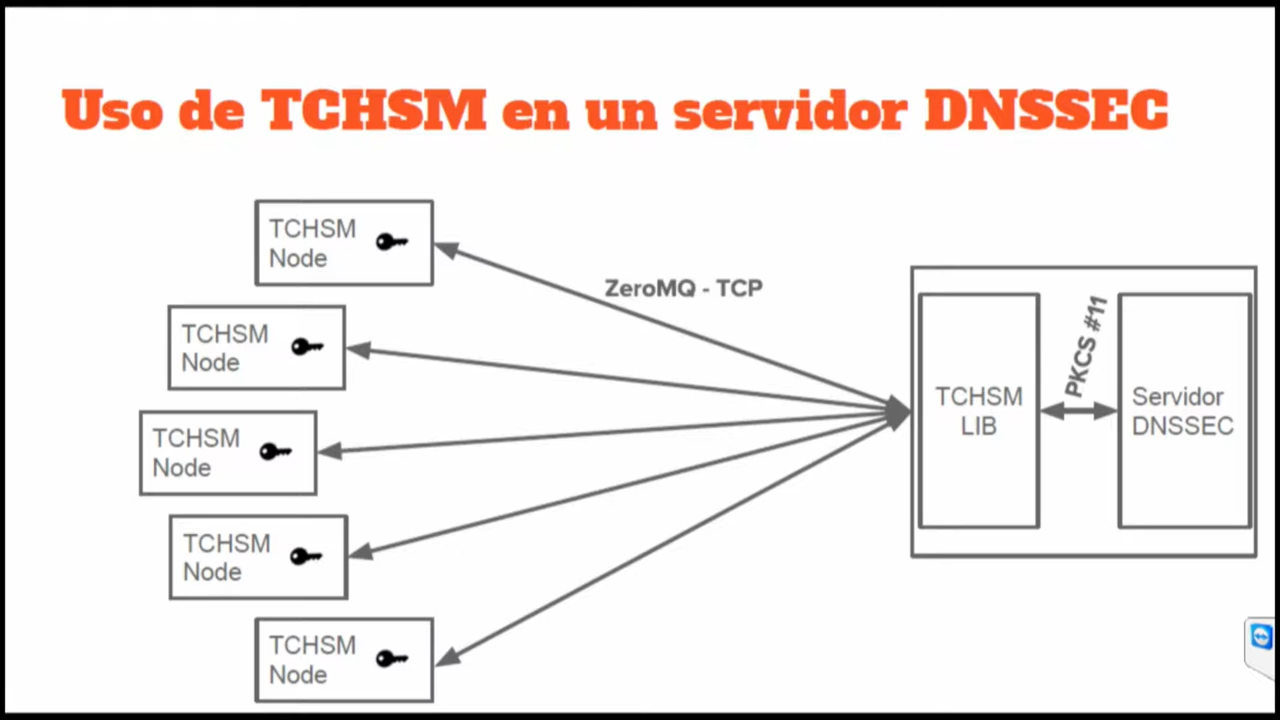 Uso de TCHSM en un servidor DNSSEC
TCHSM
Node
ZeroMQ - TCP
TCHSM
Node
TCHSM
Node
TCHSM
Node
TCHSM
Node
TCHSM
LIB
PKCS #11
Servidor
DNSSEC